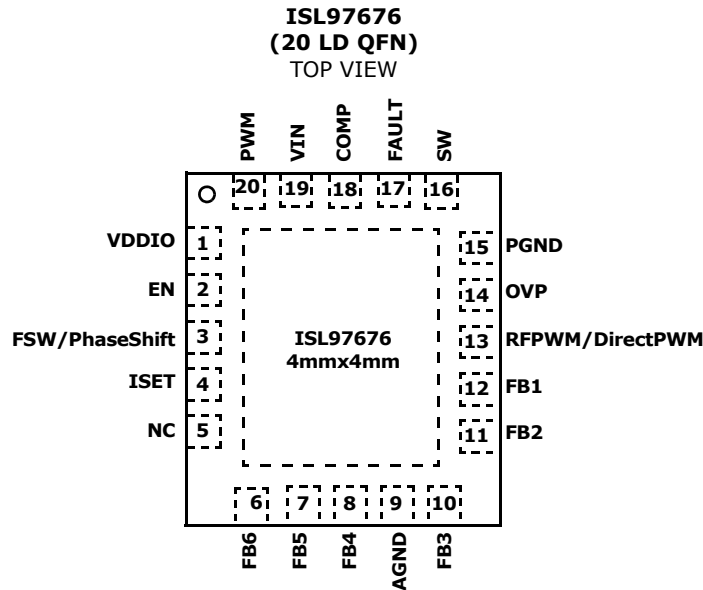 ISL97676
(20 LD QFN)
TOP VIEW
PWM
VIN
COMP
FAULT
SW
20
19
18
17
16
VDDIO 1
EN 2
FSW/PhaseShift 3
ISET 4
NC 5
ISL97676
4mmx4mm
15 PGND
14 OVP
13 RFPWM/DirectPWM
12 FB1
11 FB2
6
7
8
9
10
FB6
FB5
FB4
AGND
FB3